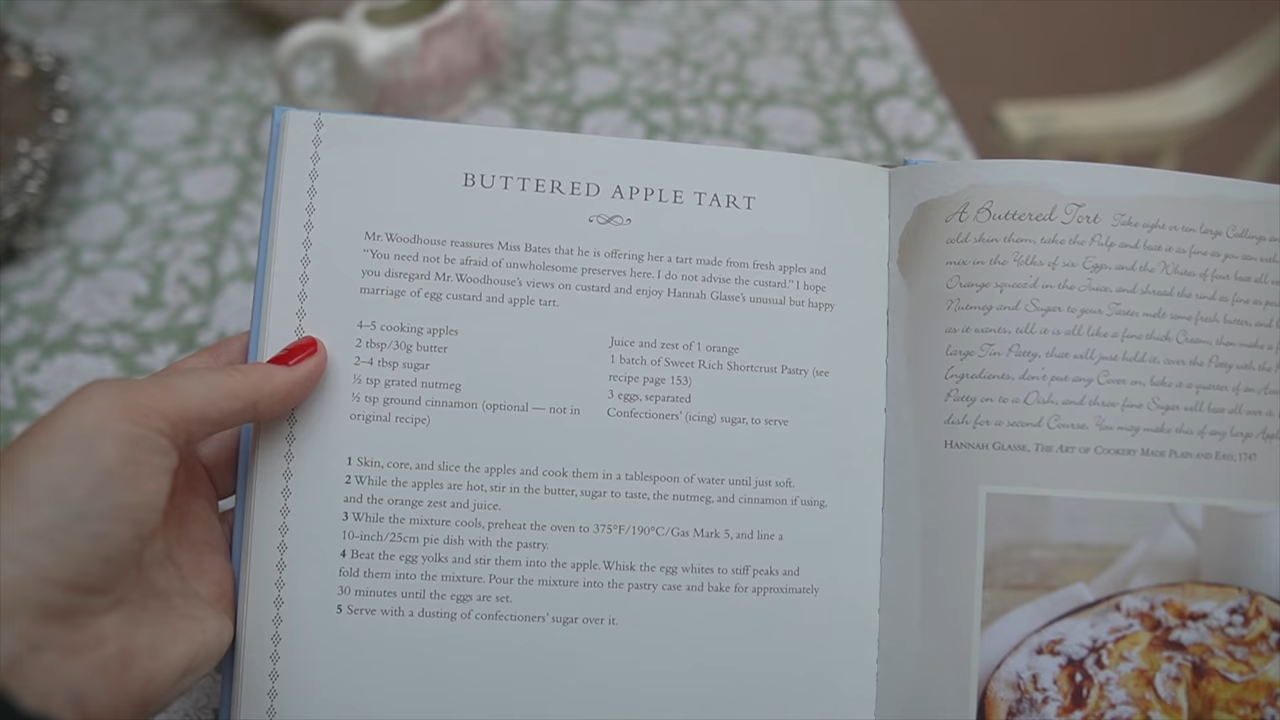 BUTTERED APPLE TART
Mr. Woodhouse reassures Miss Bates that he is offering her a tart made from fresh apples and
“You need not be afraid of unwholesome preserves here. I do not advise the custard.” I hope
you disregard Mr. Woodhouse’s views on custard and enjoy Hannah Glasse’s unusual but happy
marriage of egg custard and apple tart.
4–5 cooking apples
2 tbsp/30g butter
2–4 tbsp sugar
½ tsp grated nutmeg
½ tsp ground cinnamon (optional — not in
original recipe)
Juice and zest of 1 orange
1 batch of Sweet Rich Shortcrust Pastry (see
recipe page 153)
3 eggs, separated
Confectioners’ (icing) sugar, to serve
1 Skin, core, and slice the apples and cook them in a tablespoon of water until just soft.
2 While the apples are hot, stir in the butter, sugar to taste, the nutmeg, and cinnamon if using,
and the orange zest and juice.
3 While the mixture cools, preheat the oven to 375°F/190°C/Gas Mark 5, and line a
10-inch/25cm pie dish with the pastry.
4 Beat the egg yolks and stir them into the apple. Whisk the egg whites to stiff peaks and
fold them into the mixture. Pour the mixture into the pastry case and bake for approximately
30 minutes until the eggs are set.
5 Serve with a dusting of confectioners’ sugar over it.
A Buttered Tort Take eight or ten large Codlings
cold skin them, take the Pulp and beat it as fine as you can with
mix in the Yolks of six Eggs, and the Whites of four beat all
Orange squeez’d in the Juice, and shread the rind as fine as
Nutmeg and Sugar to your Taste; melt some fresh butter, and
as it wants, till it is all like a fine thick Cream, then make a
large Tin Patty, that will just hold it, cover the Patty with the
Ingredients, don’t put any Cover on, bake it a quarter of an
Patty on to a Dish, and throw fine Sugar well beat all over it,
dish for a second Course. You may make this of any large
HANNAH GLASSE, THE ART OF COOKERY MADE PLAIN AND EASY, 1747